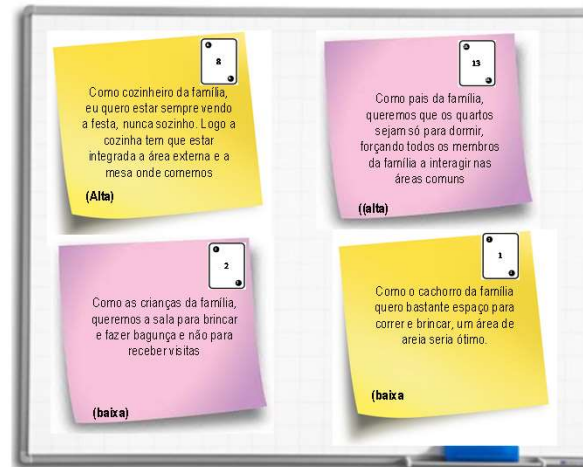 8
Como cozinheiro da família,
eu quero estar sempre vendo
a festa, nunca sozinho. Logo a
cozinha tem que estar
integrada a área externa e a
mesa onde comemos
(Alta)
13
Como pais da família,
queremos que os quartos
sejam só para dormir,
forçando todos os membros
da família a interagir nas
áreas comuns
((alta)
2
Como as crianças da família,
queremos a sala para brincar
e fazer bagunça e não para
receber visitas
(baixa)
1
Como o cachorro da família
quero bastante espaço para
correr e brincar, um área de
areia seria ótimo.
(baixa